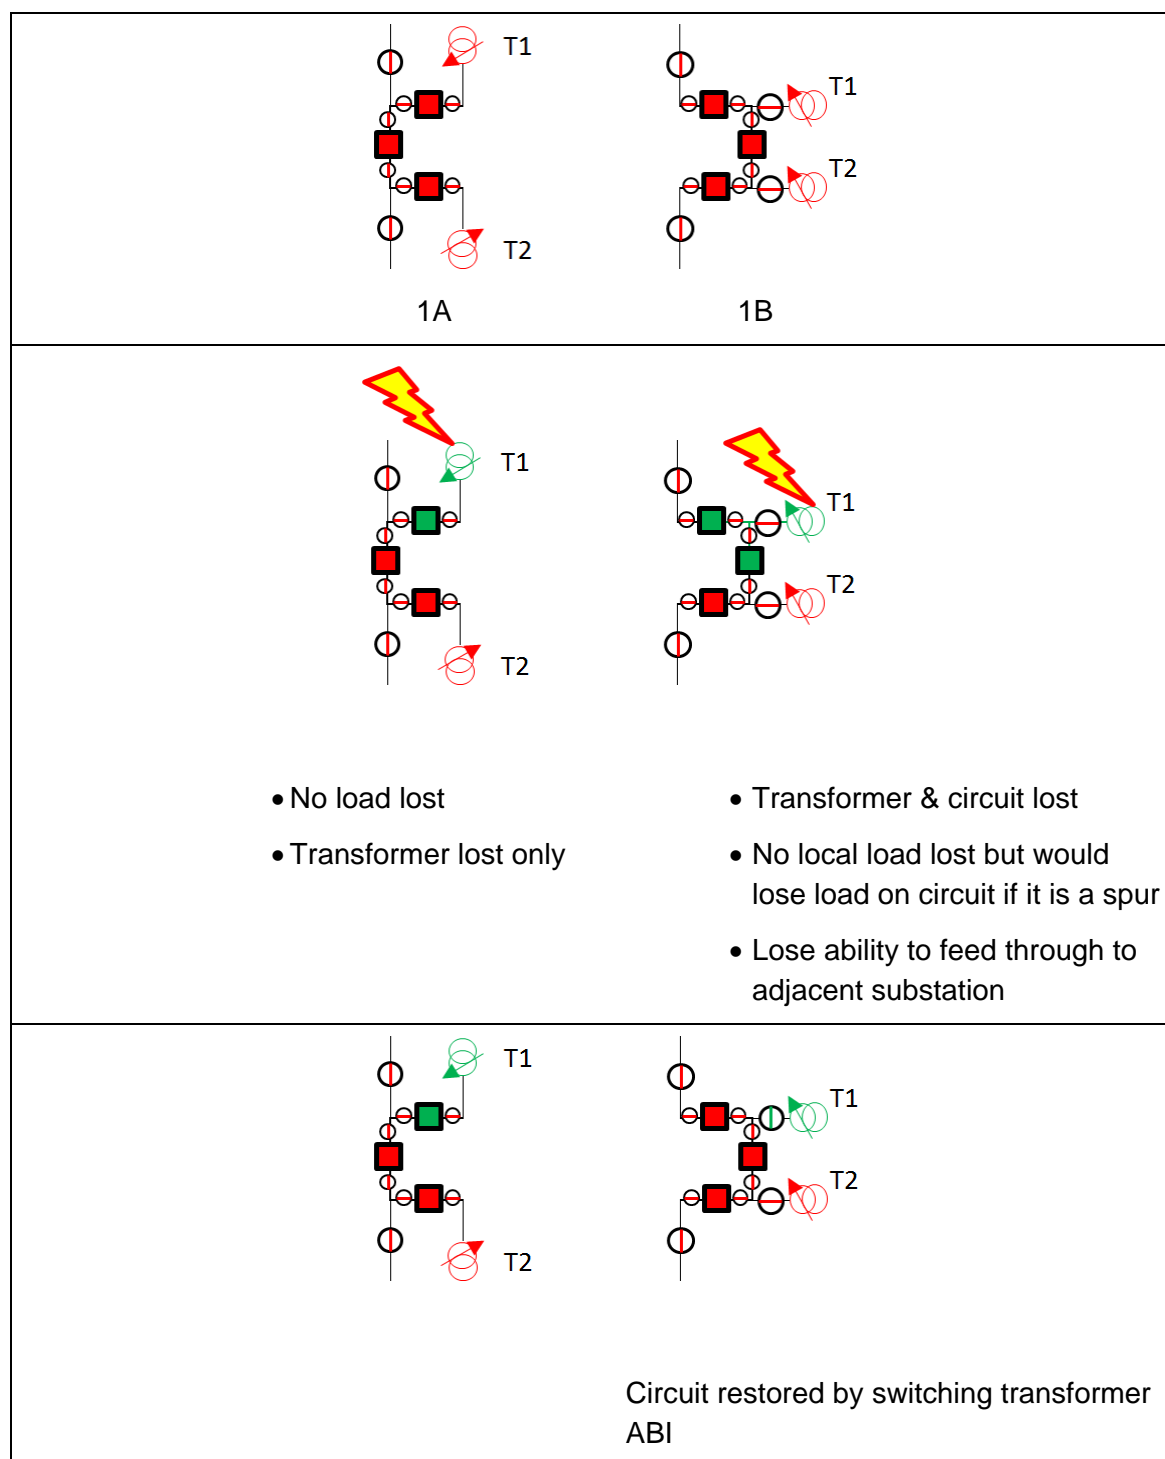 T1
T1
T2
T2
1A
1B
T1
T1
T2
T2
• No load lost
• Transformer lost only
• Transformer & circuit lost
• No local load lost but would
lose load on circuit if it is a spur
• Lose ability to feed through to
adjacent substation
T1
T1
T2
T2
Circuit restored by switching transformer
ABI